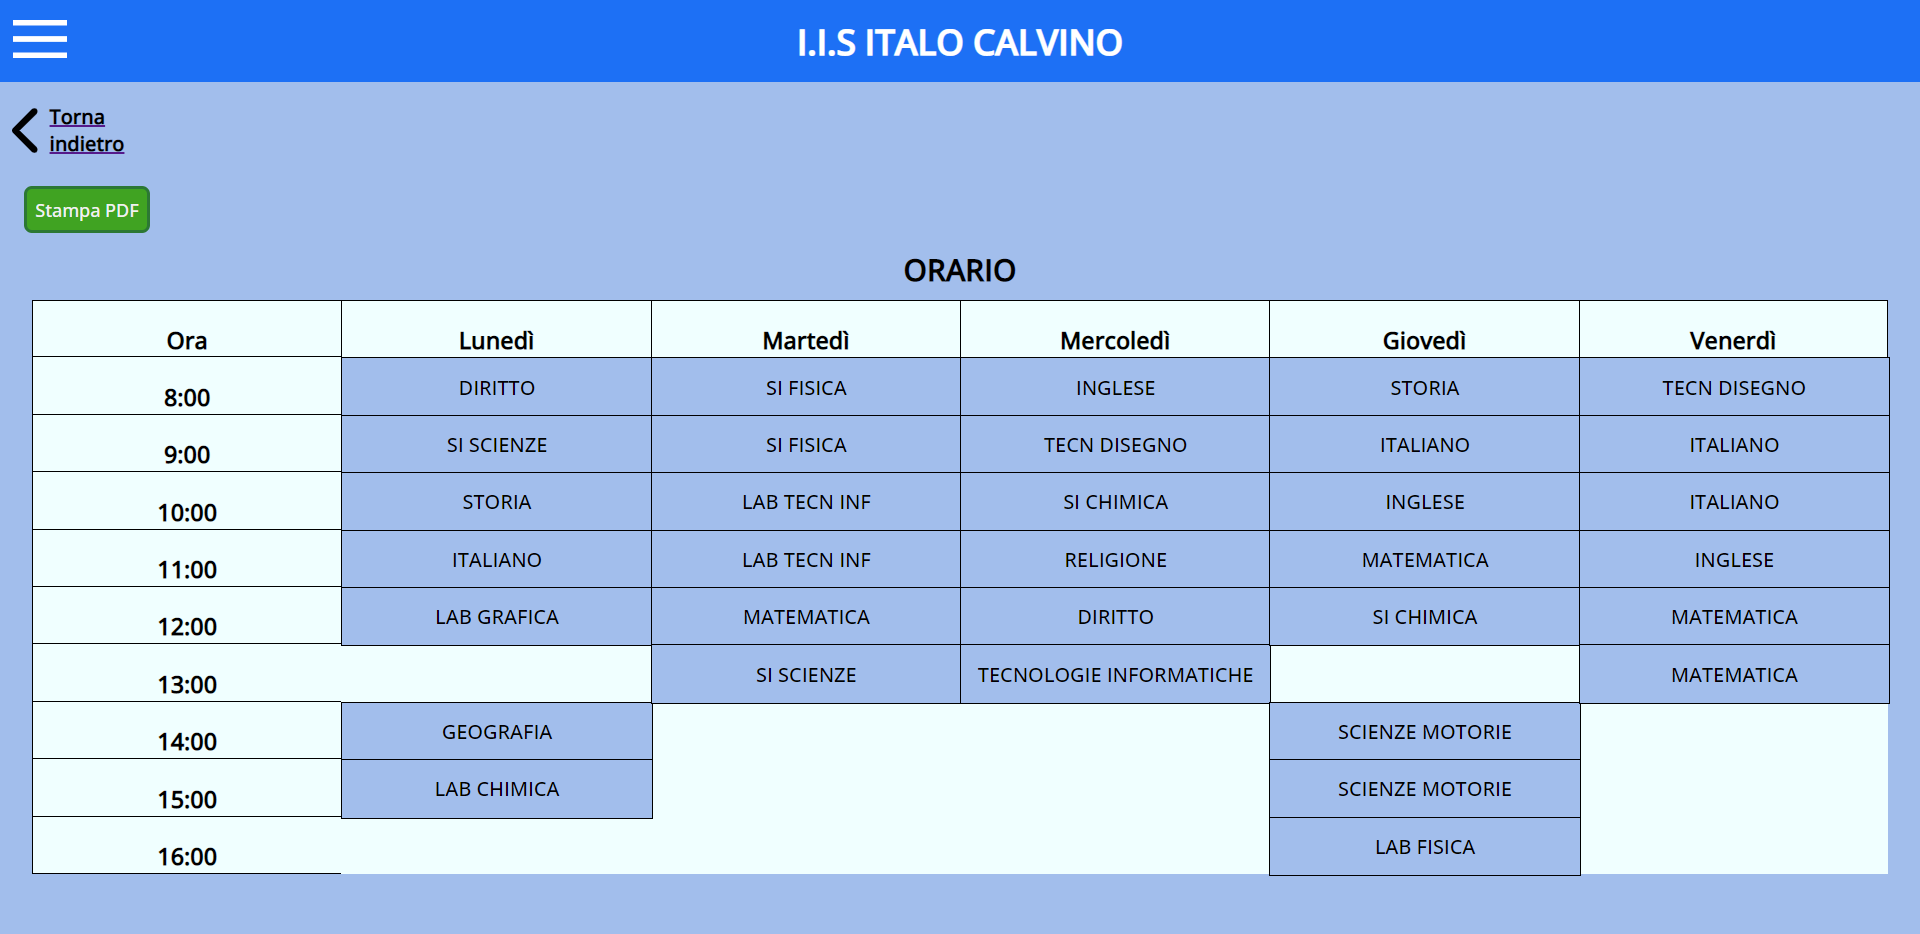 I.I.S ITALO CALVINO
Torna
indietro
Stampa PDF
ORARIO
Ora Lunedì Martedì Mercoledì Giovedì Venerdì
8:00 DIRITTO SI FISICA INGLESE STORIA TECN DISEGNO
9:00 SI SCIENZE SI FISICA TECN DISEGNO ITALIANO ITALIANO
10:00 STORIA LAB TECN INF SI CHIMICA INGLESE ITALIANO
11:00 ITALIANO LAB TECN INF RELIGIONE MATEMATICA INGLESE
12:00 LAB GRAFICA MATEMATICA DIRITTO SI CHIMICA MATEMATICA
13:00 SI SCIENZE TECNOLOGIE INFORMATICHE MATEMATICA
14:00 GEOGRAFIA SCIENZE MOTORIE
15:00 LAB CHIMICA SCIENZE MOTORIE
16:00 LAB FISICA